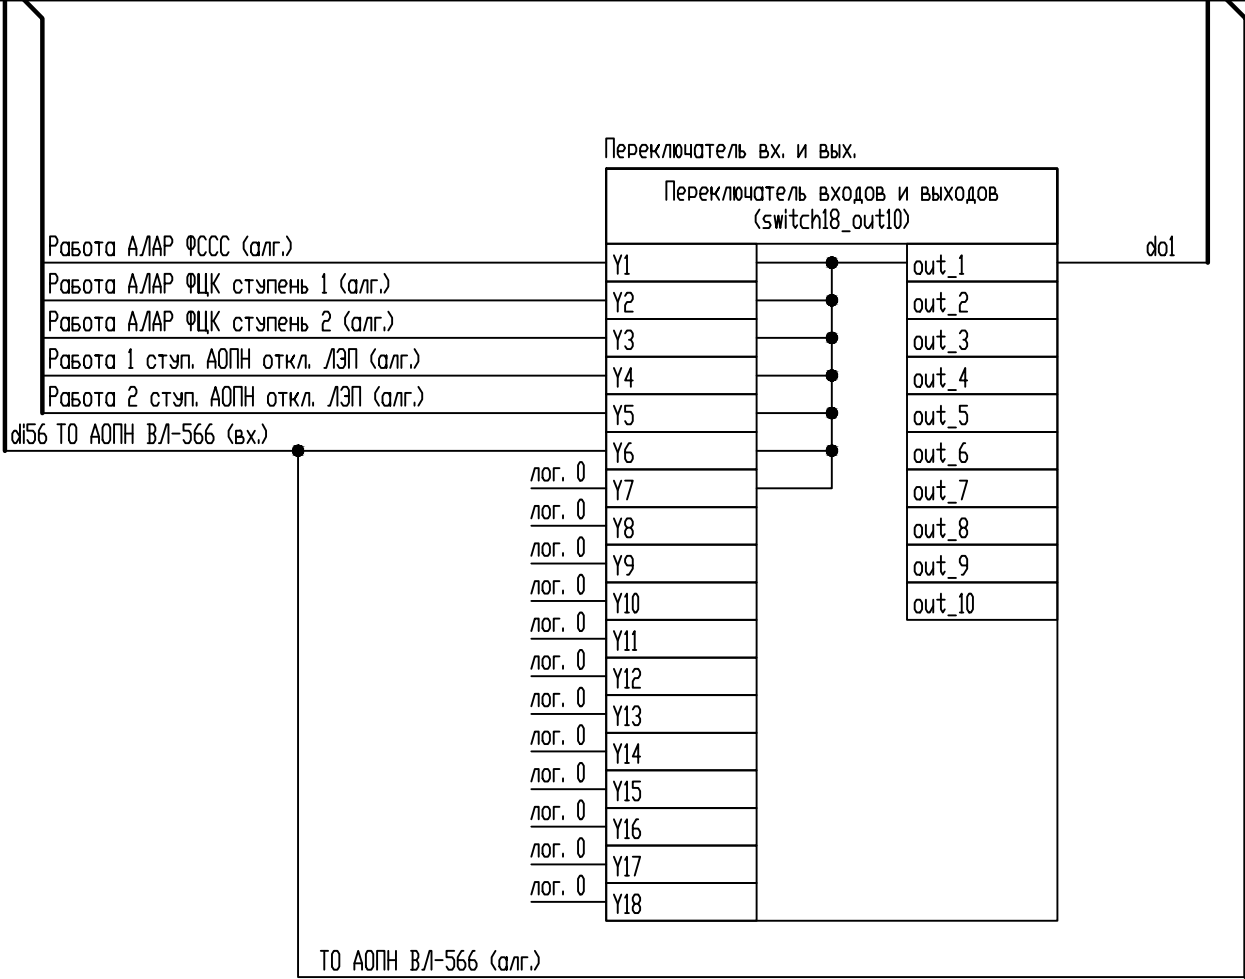 Переключатель вх. и вых.
Переключатель входов и выходов
(switch18_out10)
Работа АЛАР ФССС (алг.)
Y1
out_1
do1
Работа АЛАР ФЦК ступень 1 (алг.)
Y2
out_2
Работа АЛАР ФЦК ступень 2 (алг.)
Y3
out_3
Работа 1 ступ. АОПН откл. ЛЭП (алг.)
Y4
out_4
Работа 2 ступ. АОПН откл. ЛЭП (алг.)
Y5
out_5
di56 ТО АОПН ВЛ-566 (вх.)
Y6
out_6
лог. 0
Y7
out_7
лог. 0
Y8
out_8
лог. 0
Y9
out_9
лог. 0
Y10
out_10
лог. 0
Y11
лог. 0
Y12
лог. 0
Y13
лог. 0
Y14
лог. 0
Y15
лог. 0
Y16
лог. 0
Y17
лог. 0
Y18
ТО АОПН ВЛ-566 (алг.)